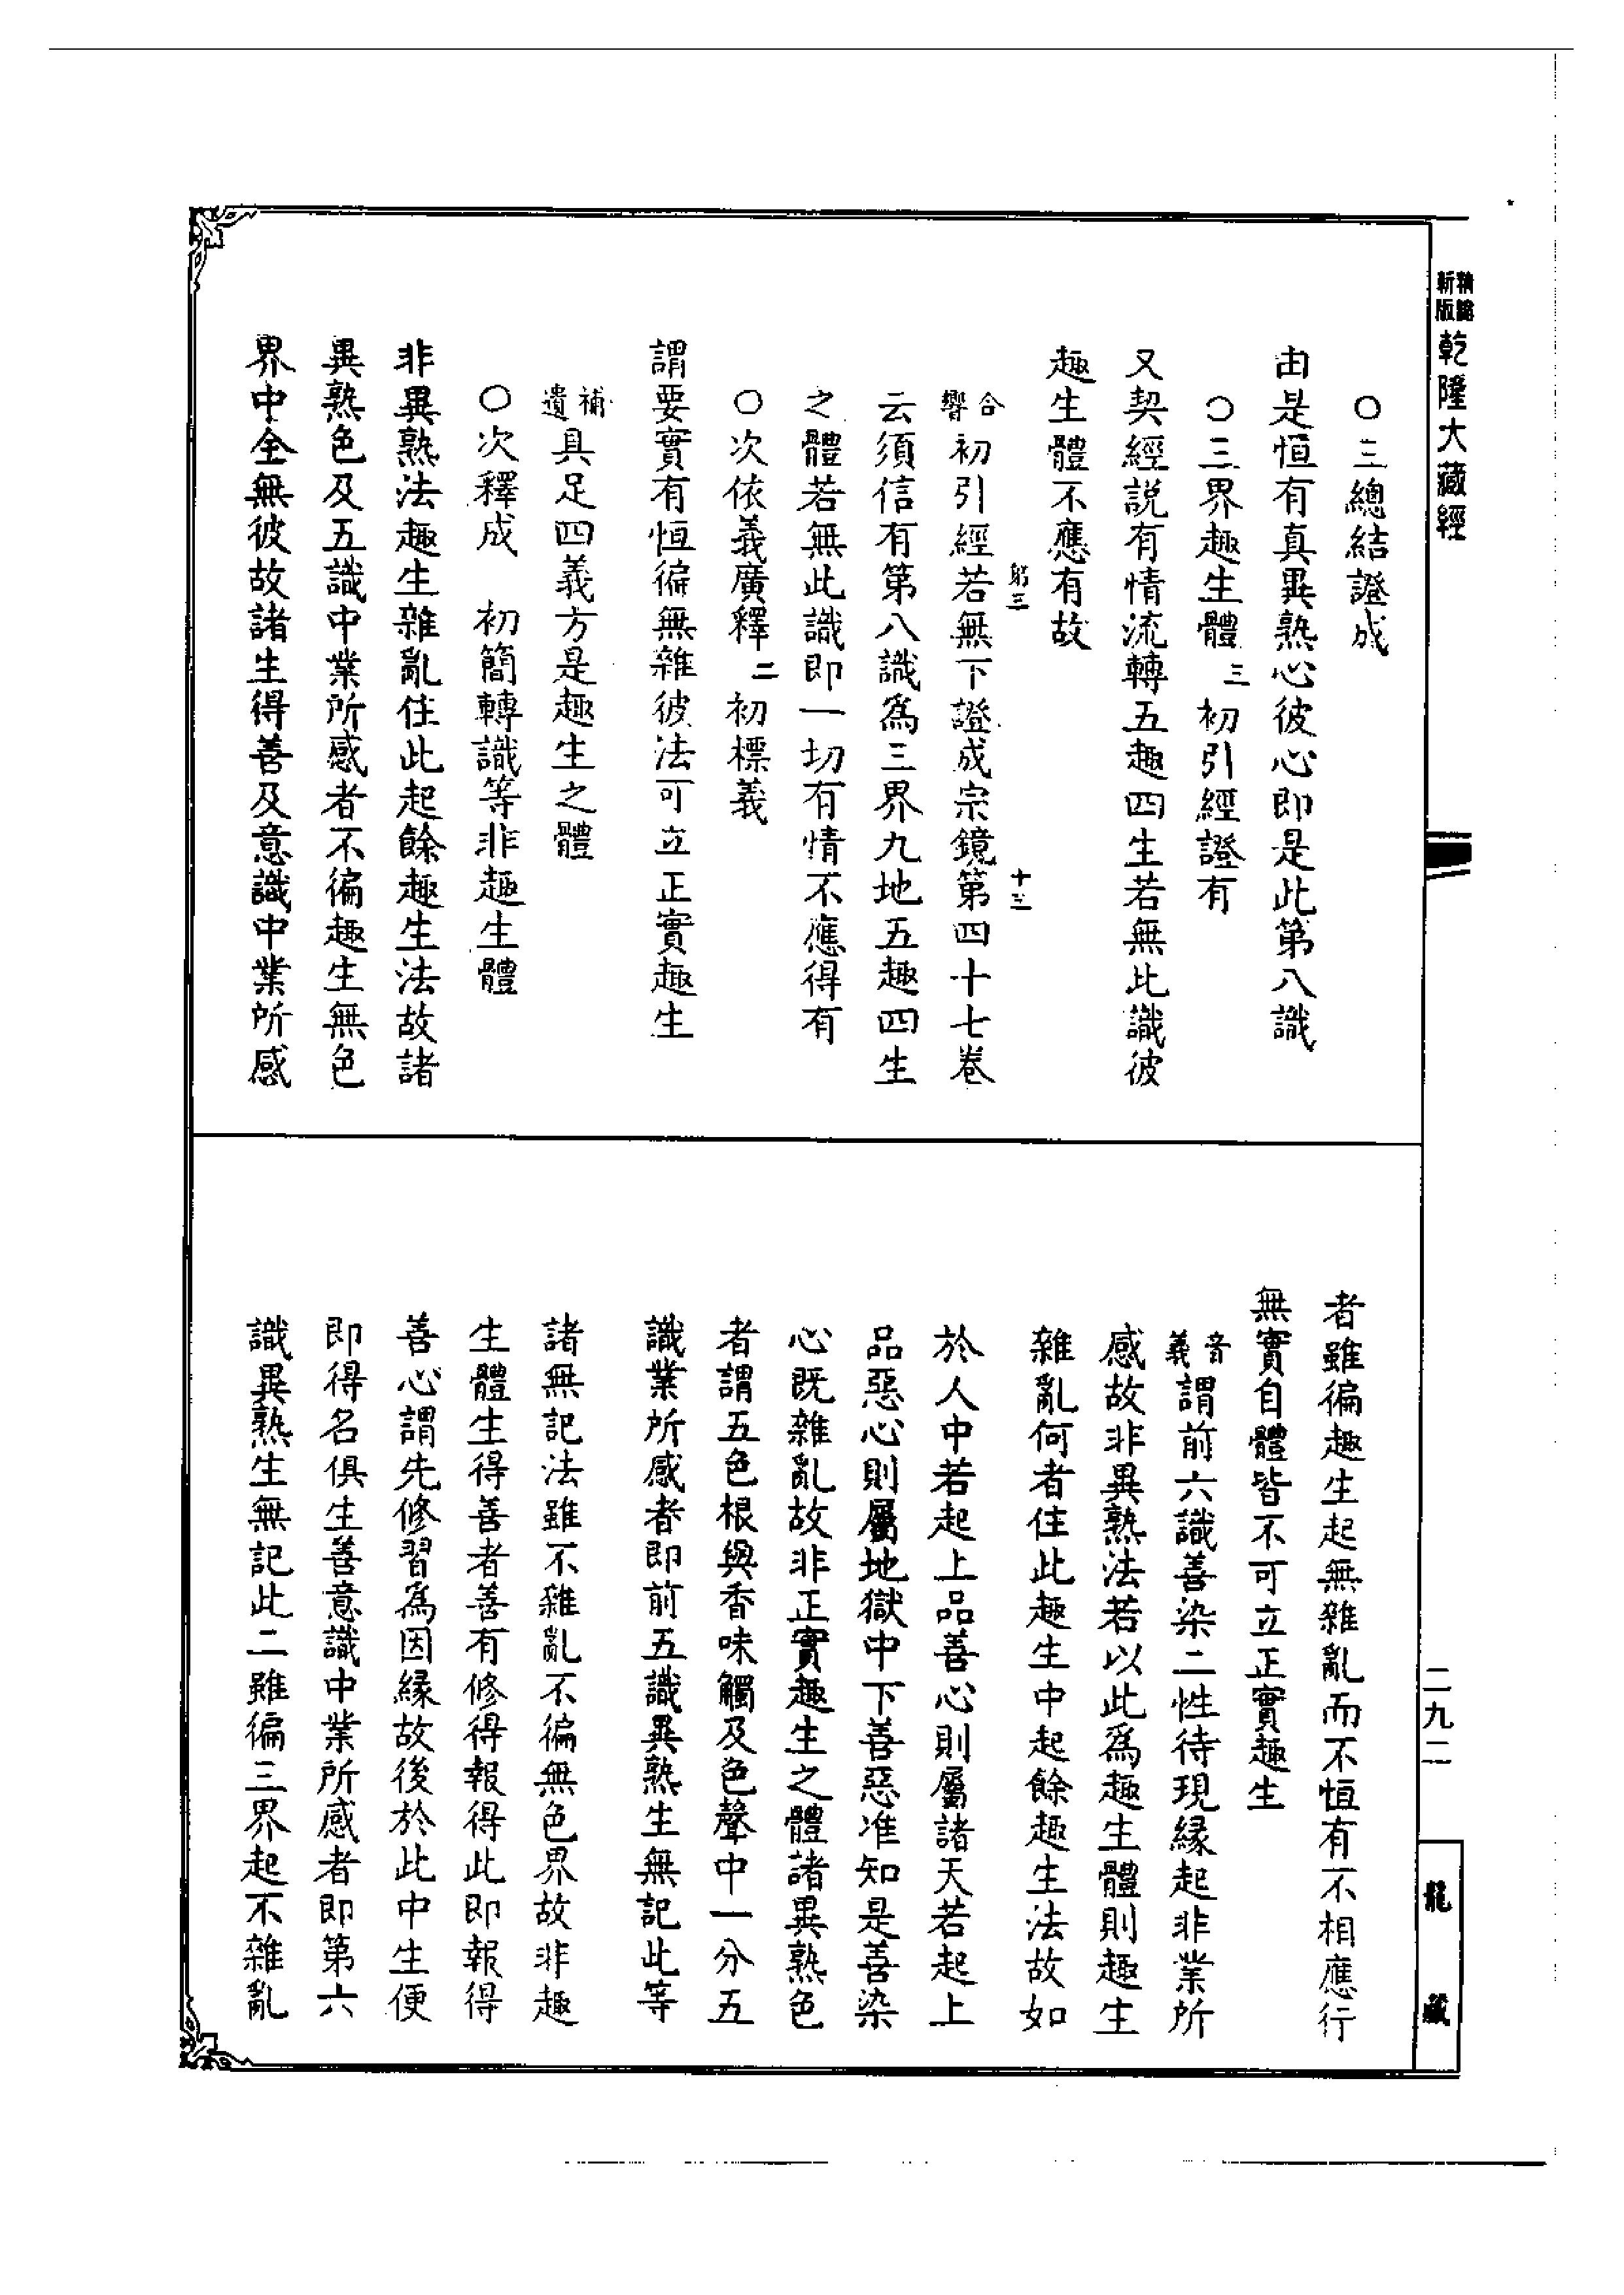 新版
精縮
乾隆大藏經
○三總結證成
由是恒有真異熟心彼心即是此第八識
○三界趣生體三初引經證有
又契經説有情流轉五趣四生若無此識彼
趣生體不應有故
合響初引經若無下證成宗鏡第四十七卷
云須信有第八識為三界九地五趣四生
之體若無此識即一切有情不應得有
○次依義廣釋二初標義
謂要實有恒徧無雜彼法可立正實趣生
補遺具足四義方是趣生之體
○次釋成 初簡轉識等非趣生體
非異熟法趣生雜亂住此起餘趣生法故諸
異熟色及五識中業所感者不徧趣生無色
界中全無彼故諸生得善及意識中業所感
者雖徧趣生起無雜亂而不恒有不相應行
無實自體皆不可立正實趣生
音義謂前六識善染二性待現緣起非業所
感故非異熟法若以此為趣生體則趣生
雜亂何者住此趣生中起餘趣生法故如
於人中若起上品善心則屬諸天若起上
品惡心則屬地獄中下善惡准知是善染
心既雜亂故非正實趣生之體諸異熟色
者謂五色根與香味觸及色聲中一分五
識業所感者即前五識異熟生無記此等
諸無記法雖不雜亂不徧無色界故非趣
生體生得善者善有修得報得此即報得
善心謂先修習為因緣故後於此中生便
即得名俱生善意識中業所感者即第六
識異熟生無記此二雖徧三界起不雜亂
躬三
十三
二九二
龍藏